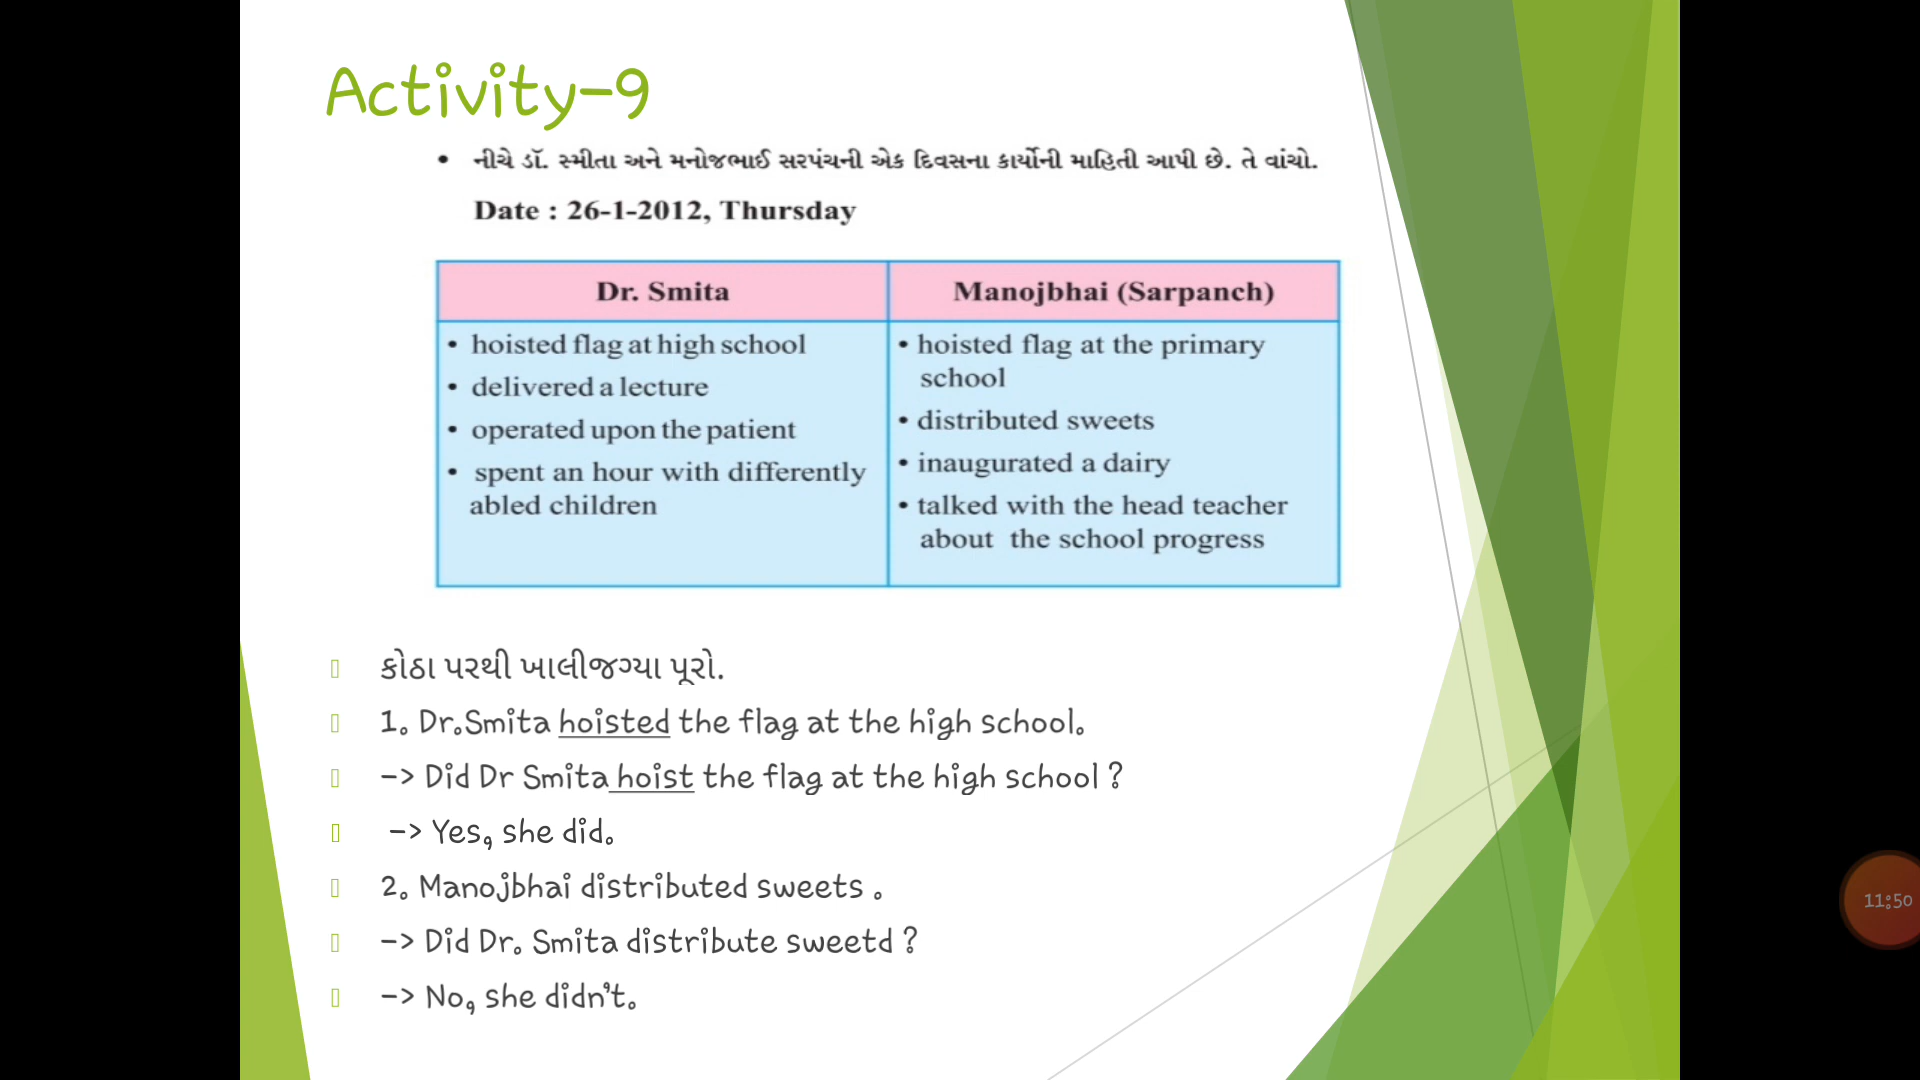 Activity-9
• નીચે ડૉ. સ્મીતા અને મનોજભાઈ સરપંચની એક દિવસના કાર્યોની માહિતી આપી છે. તે વાંચો.
Date : 26-1-2012, Thursday
Dr. Smita
• hoisted flag at high school
• delivered a lecture
• operated upon the patient
• spent an hour with differently
abled children
Manojbhai (Sarpanch)
• hoisted flag at the primary
school
• distributed sweets
• inaugurated a dairy
• talked with the head teacher
about the school progress
કોઠા પરથી ખાલીજગ્યા પૂરો.
1. Dr.Smita hoisted the flag at the high school.
-> Did Dr Smita hoist the flag at the high school ?
-> Yes, she did.
2. Manojbhai distributed sweets .
-> Did Dr. Smita distribute sweetd ?
-> No, she didn't.
11:50